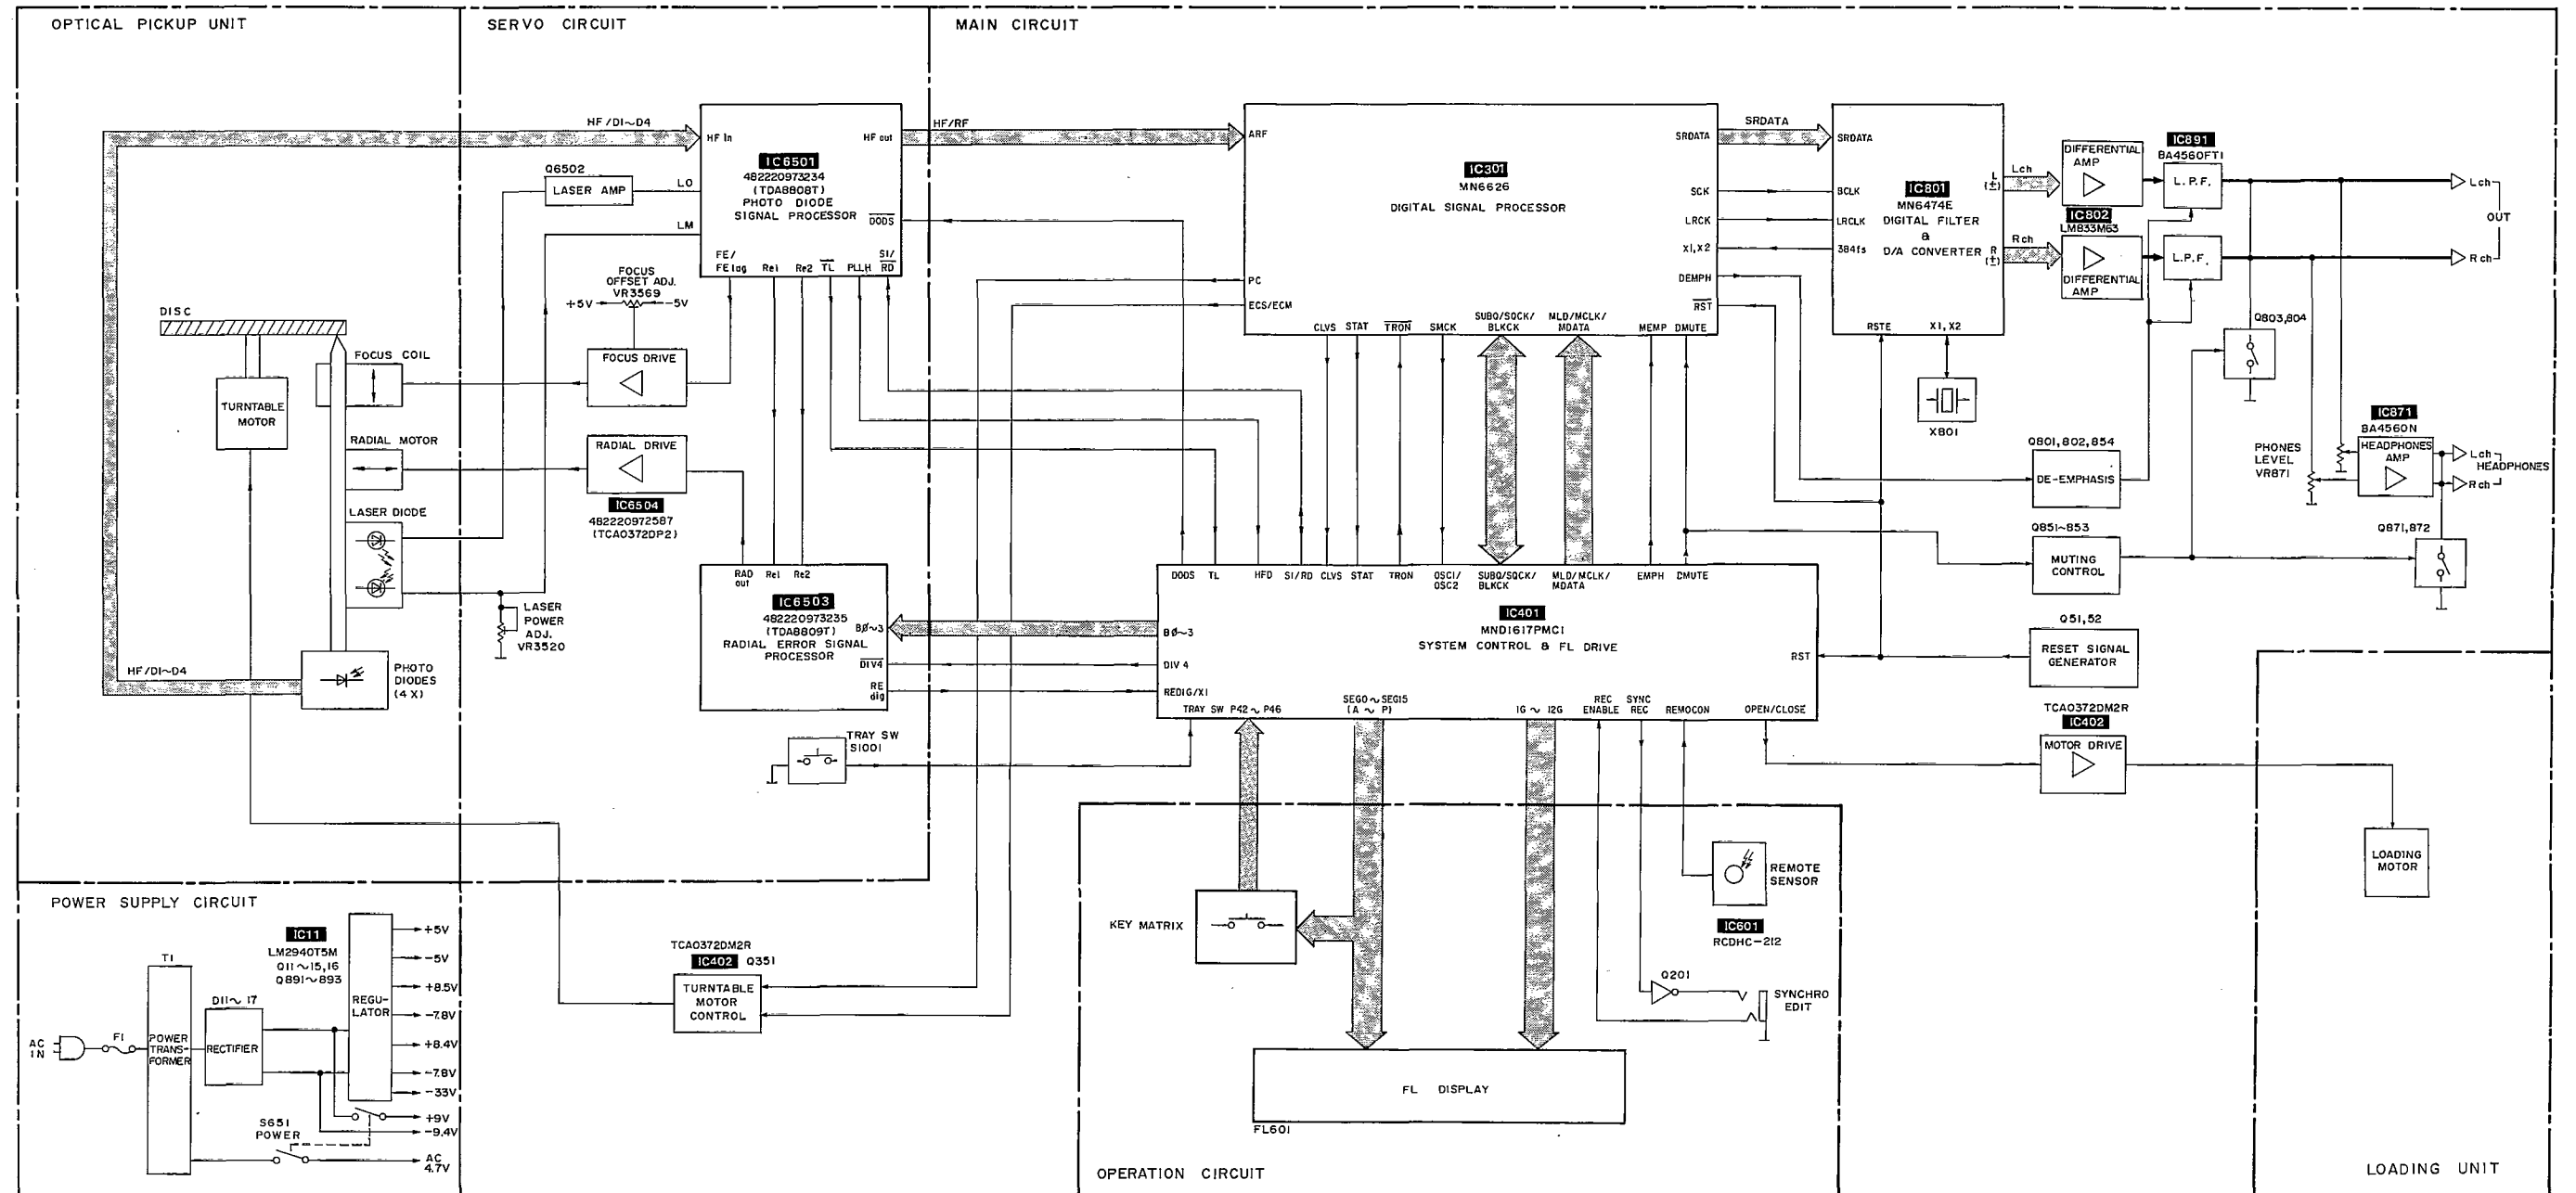 OPTICAL PICKUP UNIT
HF/D1~D4
DISC
FOCUS COIL
TURNTABLE
MOTOR
RADIAL MOTOR
LASER DIODE
HF/D1~D4
PHOTO
DIODES
(4X)
SERVO CIRCUIT
Q6502
LASER AMP
LO
LM
HF In
HF out
IC6501
482220973234
(TDA8808T)
PHOTO DIODE
SIGNAL PROCESSOR
DODS
FE/
FE lag
Re1
Re2
TL
PLLH
SI/
RD
FOCUS
OFFSET ADJ.
VR3569
+5V
-5V
FOCUS DRIVE
RADIAL DRIVE
IC6504
482220972587
(TCA0372DP2)
LASER
POWER
ADJ.
VR3520
RAD
out
Re1
Re2
IC6503
482220973235
(TDA8809T)
RADIAL ERROR SIGNAL
PROCESSOR
BØ~3
DIV4
RE
dig
TRAY SW
S1001
MAIN CIRCUIT
HF/RF
ARF
SRDATA
IC301
MN6626
DIGITAL SIGNAL PROCESSOR
SCK
LRCK
X1,X2
DEMPH
RST
PC
ECS/ECM
CLVS
STAT
TRON
SMCK
SUBQ/SQCK/
BLKCK
MLD/MCLK/
MDATA
MEMP
DMUTE
SRDATA
SRDATA
BCLK
LRCLK
384fs
IC801
MN6474E
DIGITAL FILTER
&
D/A CONVERTER
L
(±)
R
(±)
RSTE
X1,X2
X801
Lch
Rch
DIFFERENTIAL
AMP
IC802
LM833M63
DIFFERENTIAL
AMP
IC891
BA4560FT1
L.P.F.
L.P.F.
Lch
OUT
Rch
Q803,804
IC871
BA4560N
HEADPHONES
AMP
PHONES
LEVEL
VR871
Lch
HEADPHONES
Rch
Q801,802,854
DE-EMPHASIS
Q851~853
MUTING
CONTROL
Q871,872
Q51,52
RESET SIGNAL
GENERATOR
TCA0372DM2R
IC402
MOTOR DRIVE
DODS
TL
HFD
SI/RD
CLVS
STAT
TRON
OSC1/
OSC2
SUBQ/SQCK/
BLKCK
MLD/MCLK/
MDATA
EMPH
DMUTE
IC401
MND1617PMC1
SYSTEM CONTROL & FL DRIVE
BØ~3
DIV 4
REDIG/X1
RST
TRAY SW
P42~P46
SEG0~SEG15
(A ~ P)
1G ~ 12G
REC
ENABLE
SYNC
REC
REMOCON
OPEN/CLOSE
TCA0372DM2R
IC402
Q351
TURNTABLE
MOTOR
CONTROL
KEY MATRIX
REMOTE
SENSOR
IC601
RCDHC-212
Q201
SYNCHRO
EDIT
FL DISPLAY
FL601
OPERATION CIRCUIT
LOADING
MOTOR
LOADING UNIT
POWER SUPPLY CIRCUIT
IC11
LM2940T5M
Q11~15,16
Q891~893
T1
D11~17
REGU-
LATOR
AC
IN
F1
POWER
TRANS-
FORMER
RECTIFIER
+5V
-5V
+8.5V
-7.8V
+8.4V
-7.8V
-33V
+9V
-9.4V
S651
POWER
AC
4.7V